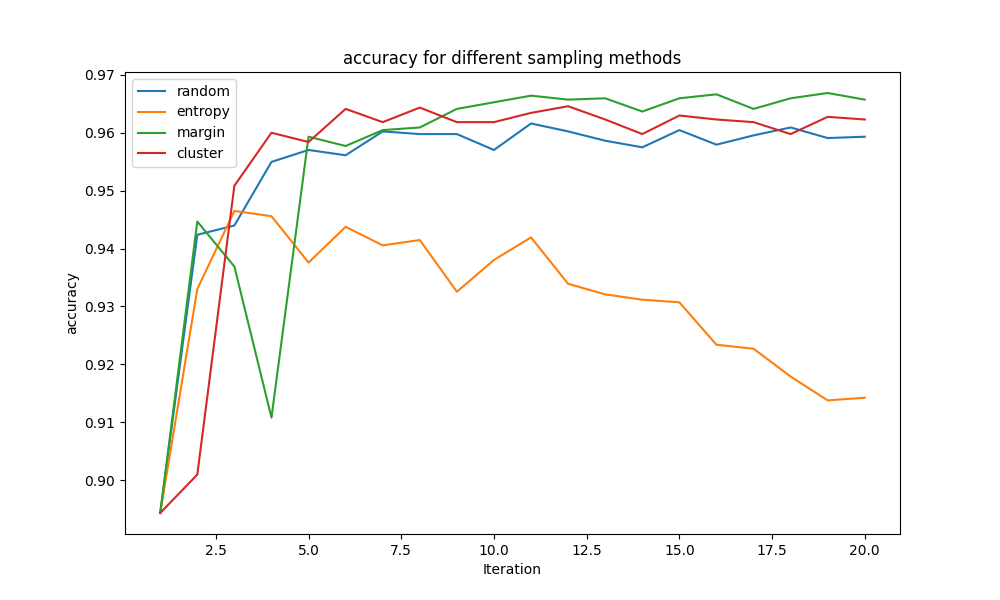 accuracy for different sampling methods
0.97
0.96
0.95
0.94
0.93
0.92
0.91
0.90
accuracy
random
entropy
margin
cluster
2.5 5.0 7.5 10.0 12.5 15.0 17.5 20.0
Iteration